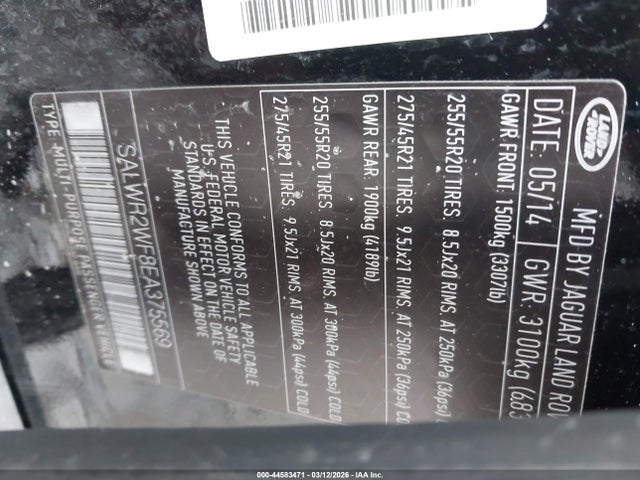 LAND ROVER
MFD BY JAGUAR LAND ROV
DATE: 05/14 GWR: 3100kg (683
GAWR FRONT: 1500kg (3307lb)
255/55R20 TIRES. 8.5Jx20 RIMS. AT 250kPA (36psi)
275/45R21 TIRES. 9.5Jx21 RIMS. AT 250kPA (36psi) CO
GAWR REAR: 1900kg (4189lb)
255/55R20 TIRES. 8.5Jx20 RIMS. AT 300kPA (44psi) COLD
275/45R21 TIRES. 9.5Jx21 RIMS. AT 300kPA (44psi) COLD
THIS VEHICLE CONFORMS TO ALL APPLICABLE
U.S. FEDERAL MOTOR VEHICLE SAFETY
STANDARDS IN EFFECT ON THE DATE OF
MANUFACTURE SHOWN ABOVE
SALWR2WF8EA375569
TYPE: MULTI-PURPOSE PASSENGER VEHICLE
000-44583471 - 03/12/2026 - © IAA Inc.